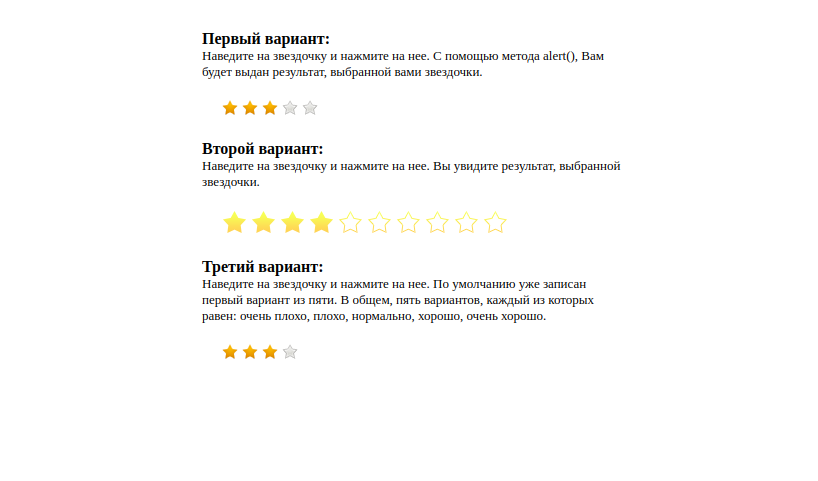 Первый вариант:
Наведите на звездочку и нажмите на нее. С помощью метода alert(), Вам
будет выдан результат, выбранной вами звездочки.
Второй вариант:
Наведите на звездочку и нажмите на нее. Вы увидите результат, выбранной
звездочки.
Третий вариант:
Наведите на звездочку и нажмите на нее. По умолчанию уже записан
первый вариант из пяти. В общем, пять вариантов, каждый из которых
равен: очень плохо, плохо, нормально, хорошо, очень хорошо.